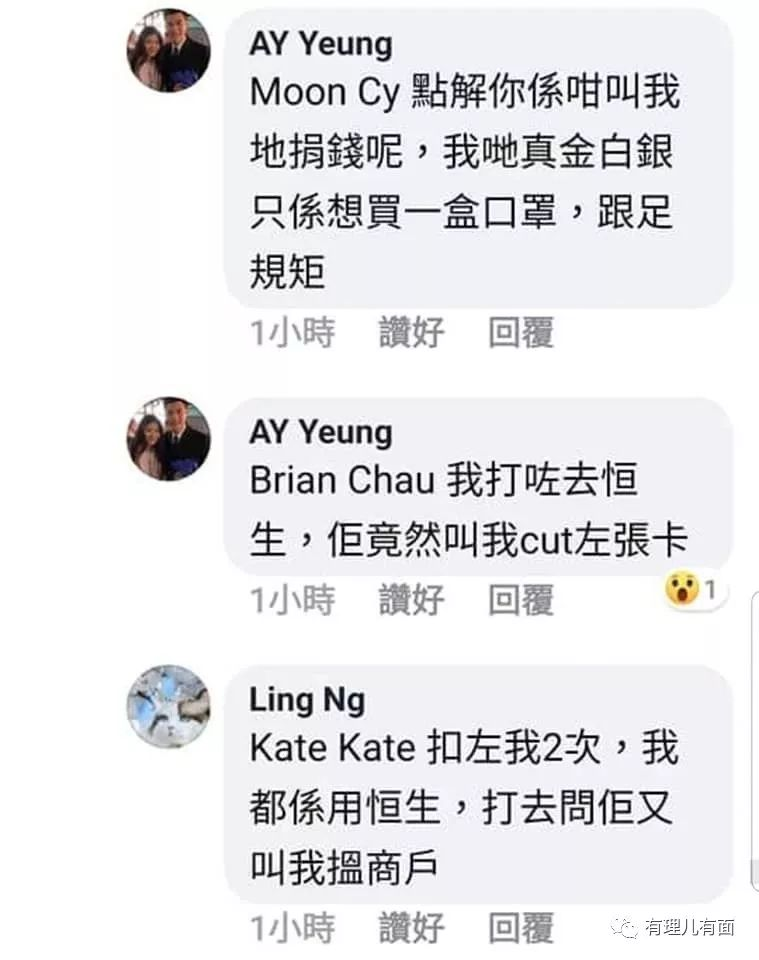 AY Yeung
Moon Cy 點解你係咁叫我
地捐錢呢，我哋真金白銀
只係想買一盒口罩，跟足
規矩
1小時 讚好 回覆
AY Yeung
Brian Chau 我打咗去恒
生，佢竟然叫我cut左張卡
1
1小時 讚好 回覆
Ling Ng
Kate Kate 扣左我2次，我
都係用恒生，打去問佢又
叫我搵商戶
1小時 讚好 回覆
有理儿有面